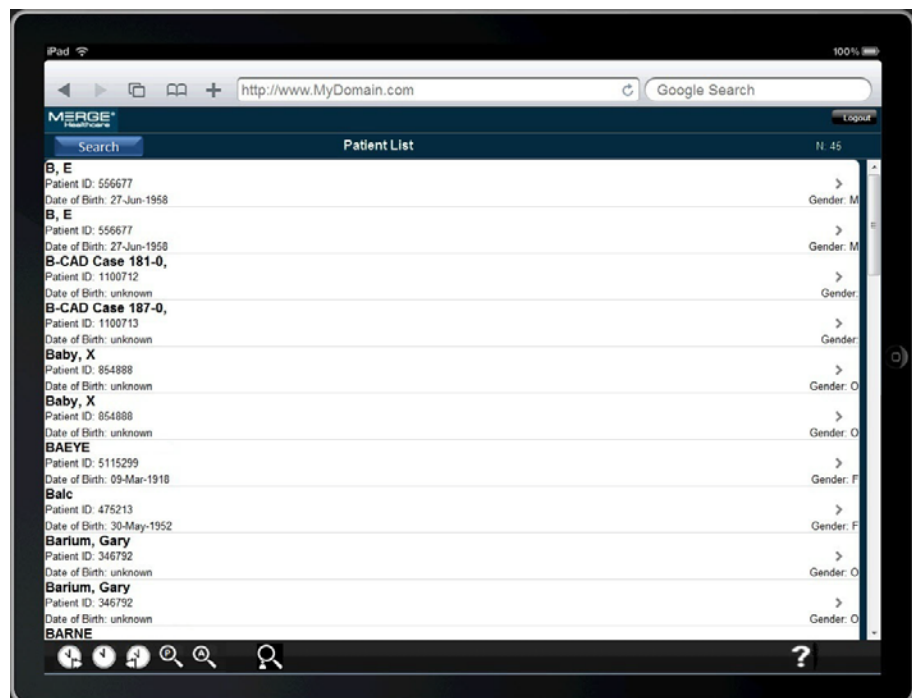 iPad 100%
http://www.MyDomain.com Google Search
MERGE Healthcare Logout
Search Patient List N: 45
B, E
Patient ID: 556677
Date of Birth: 27-Jun-1958 Gender: M
B, E
Patient ID: 556677
Date of Birth: 27-Jun-1958 Gender: M
B-CAD Case 181-0,
Patient ID: 1100712
Date of Birth: unknown Gender:
B-CAD Case 187-0,
Patient ID: 1100713
Date of Birth: unknown Gender:
Baby, X
Patient ID: 854888
Date of Birth: unknown Gender: O
Baby, X
Patient ID: 854888
Date of Birth: unknown Gender: O
BAEYE
Patient ID: 5115299
Date of Birth: 09-Mar-1918 Gender: F
Balc
Patient ID: 475213
Date of Birth: 30-May-1952 Gender: F
Barium, Gary
Patient ID: 346792
Date of Birth: unknown Gender: O
Barium, Gary
Patient ID: 346792
Date of Birth: unknown Gender: O
BARNE
P A ?